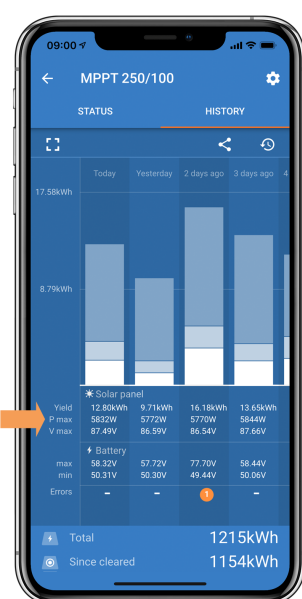 09:00
MPPT 250/100
STATUS HISTORY
Today Yesterday 2 days ago 3 days ago 4
17.58kWh
8.79kWh
Solar panel
Yield 12.80kWh 9.71kWh 16.18kWh 13.65kWh
P max 5832W 5772W 5770W 5844W
V max 87.49V 86.59V 86.54V 87.66V
Battery
max 58.32V 57.72V 77.70V 58.44V
min 50.31V 50.30V 49.44V 50.06V
Errors – – 1 –
Total 1215kWh
Since cleared 1154kWh